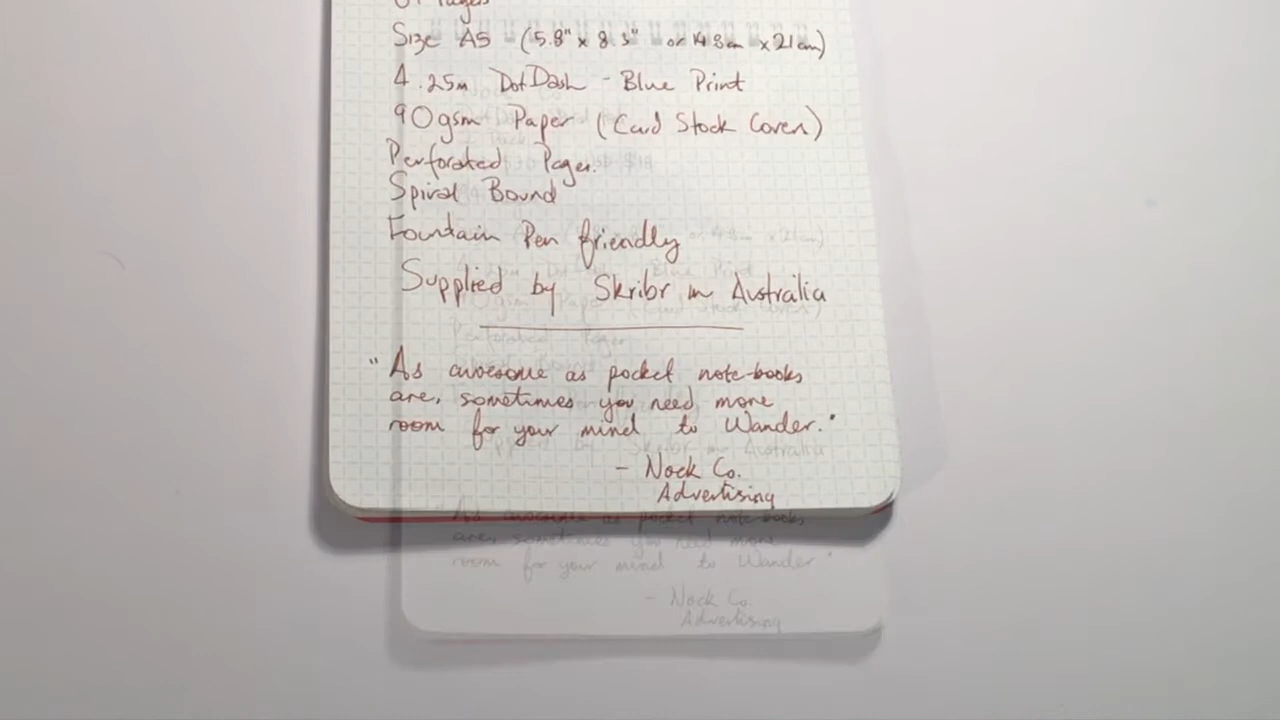 Pages
Size A5 (5.8" x 8.3" or 14.8cm x 21cm)
4.25m DotDash - Blue Print
90gsm Paper (Card Stock Cover)
Perforated Pages.
Spiral Bound
Fountain Pen friendly
Supplied by Skribr in Australia
"As awesome as pocket note-books
are, sometimes you need more
room for your mind to Wander."
- Nock Co.
Advertising